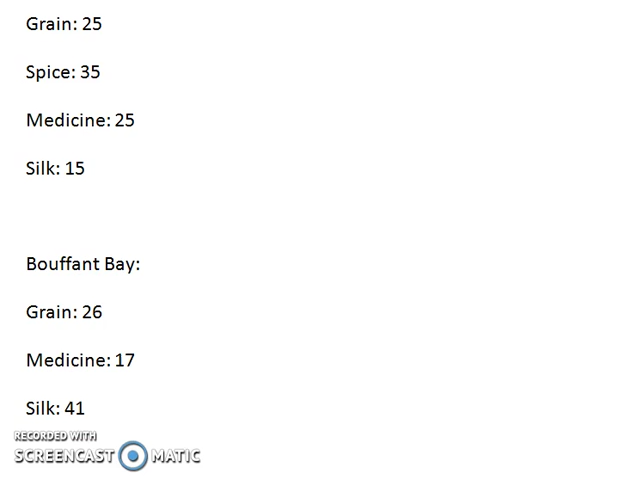 Grain: 25
Spice: 35
Medicine: 25
Silk: 15
Bouffant Bay:
Grain: 26
Medicine: 17
Silk: 41
RECORDED WITH
SCREENCAST MATIC